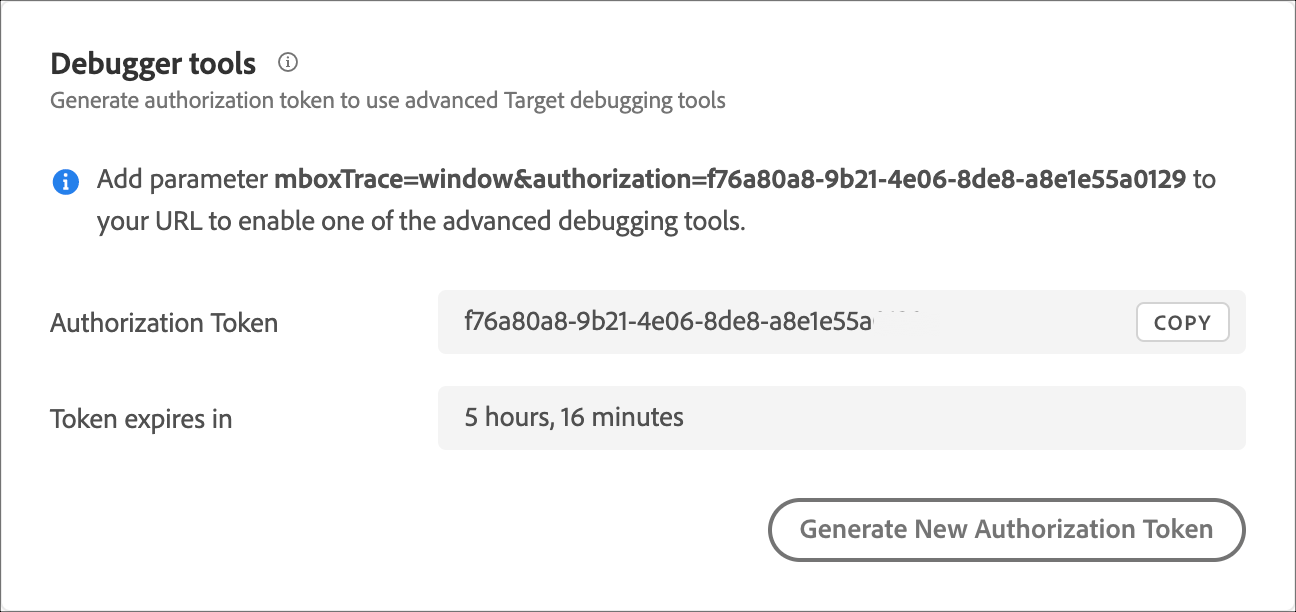 Debugger tools
Generate authorization token to use advanced Target debugging tools
Add parameter mboxTrace=window&authorization=f76a80a8-9b21-4e06-8de8-a8e1e55a0129 to
your URL to enable one of the advanced debugging tools.
Authorization Token f76a80a8-9b21-4e06-8de8-a8e1e55a COPY
Token expires in 5 hours, 16 minutes
Generate New Authorization Token